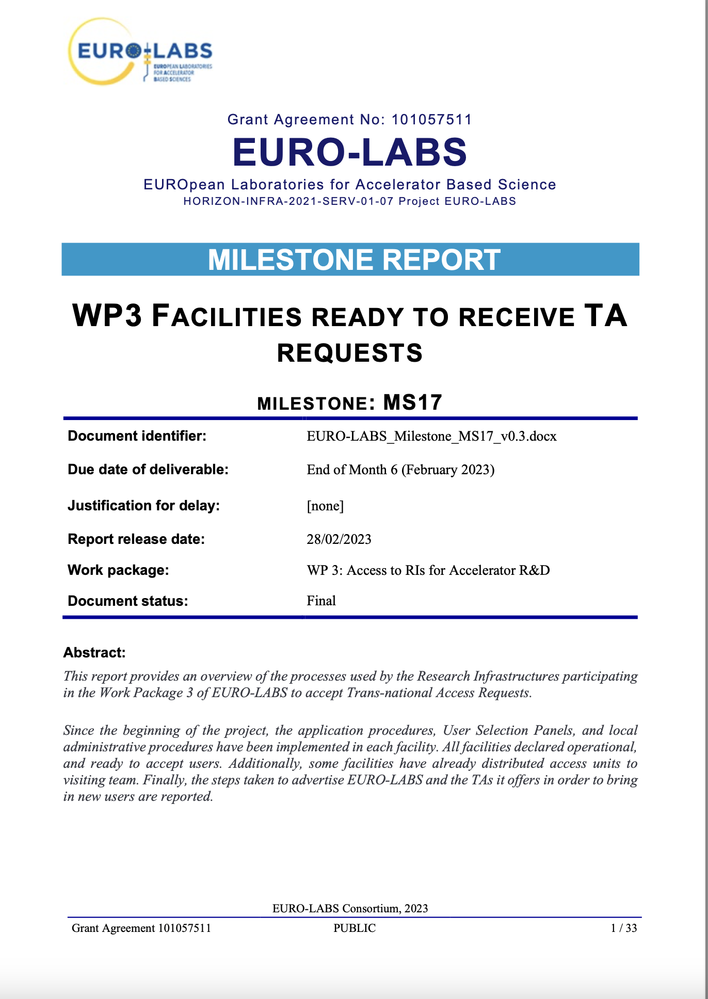 EURO-LABS
EUROPEAN LABORATORIES
FOR ACCELERATOR
BASED SCIENCES
Grant Agreement No: 101057511
EURO-LABS
EUROpean Laboratories for Accelerator Based Science
HORIZON-INFRA-2021-SERV-01-07 Project EURO-LABS
MILESTONE REPORT
WP3 FACILITIES READY TO RECEIVE TA
REQUESTS
MILESTONE: MS17
Document identifier: EURO-LABS_Milestone_MS17_v0.3.docx
Due date of deliverable: End of Month 6 (February 2023)
Justification for delay: [none]
Report release date: 28/02/2023
Work package: WP 3: Access to RIs for Accelerator R&D
Document status: Final
Abstract:
This report provides an overview of the processes used by the Research Infrastructures participating
in the Work Package 3 of EURO-LABS to accept Trans-national Access Requests.
Since the beginning of the project, the application procedures, User Selection Panels, and local
administrative procedures have been implemented in each facility. All facilities declared operational,
and ready to accept users. Additionally, some facilities have already distributed access units to
visiting team. Finally, the steps taken to advertise EURO-LABS and the TAs it offers in order to bring
in new users are reported.
EURO-LABS Consortium, 2023
Grant Agreement 101057511 PUBLIC 1 / 33